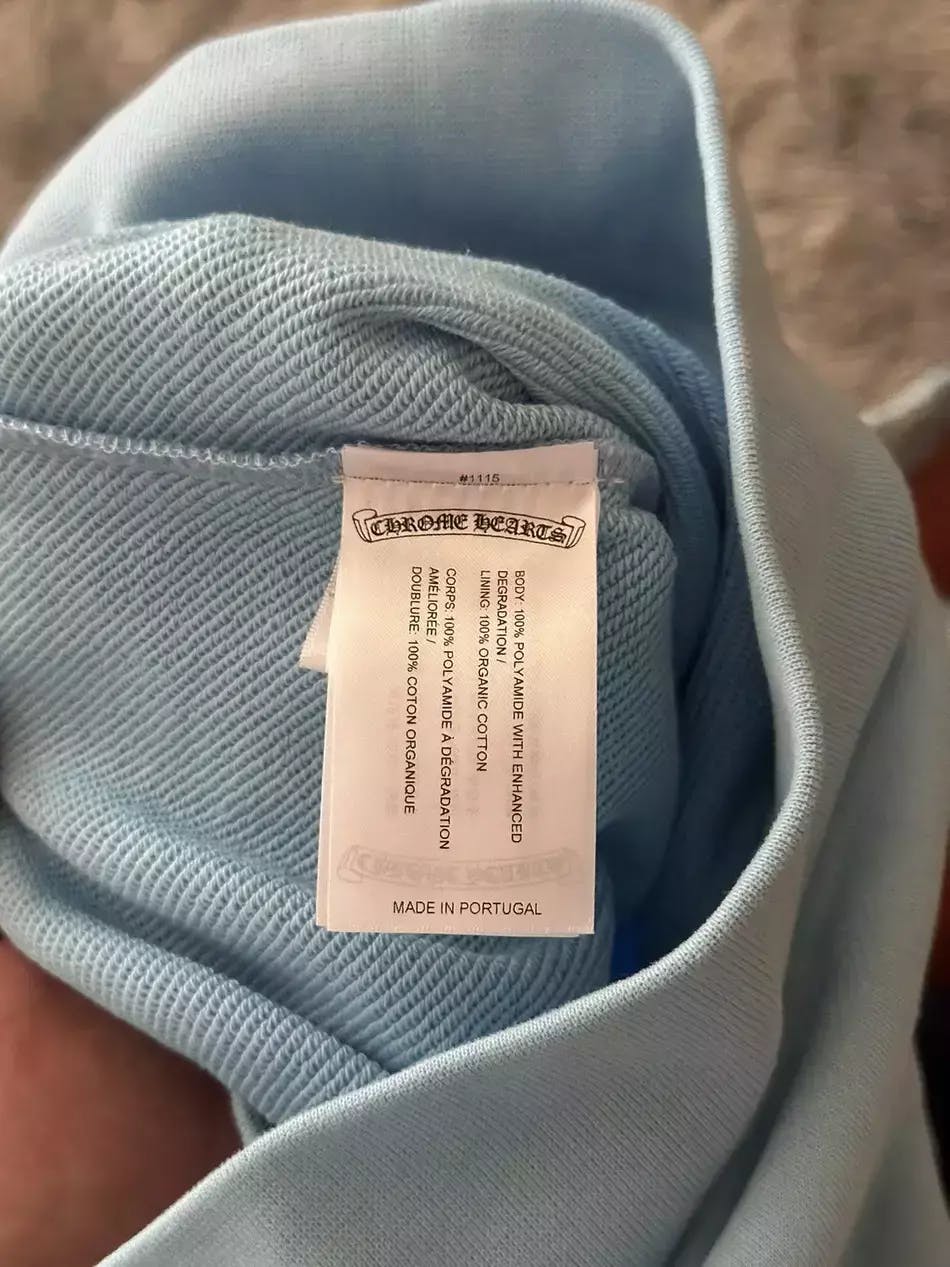 #1115
CHROME HEARTS
BODY: 100% POLYAMIDE WITH ENHANCED
DEGRADATION /
LINING: 100% ORGANIC COTTON
CORPS: 100% POLYAMIDE À DÉGRADATION
AMÉLIORÉE /
DOUBLURE: 100% COTON ORGANIQUE
MADE IN PORTUGAL